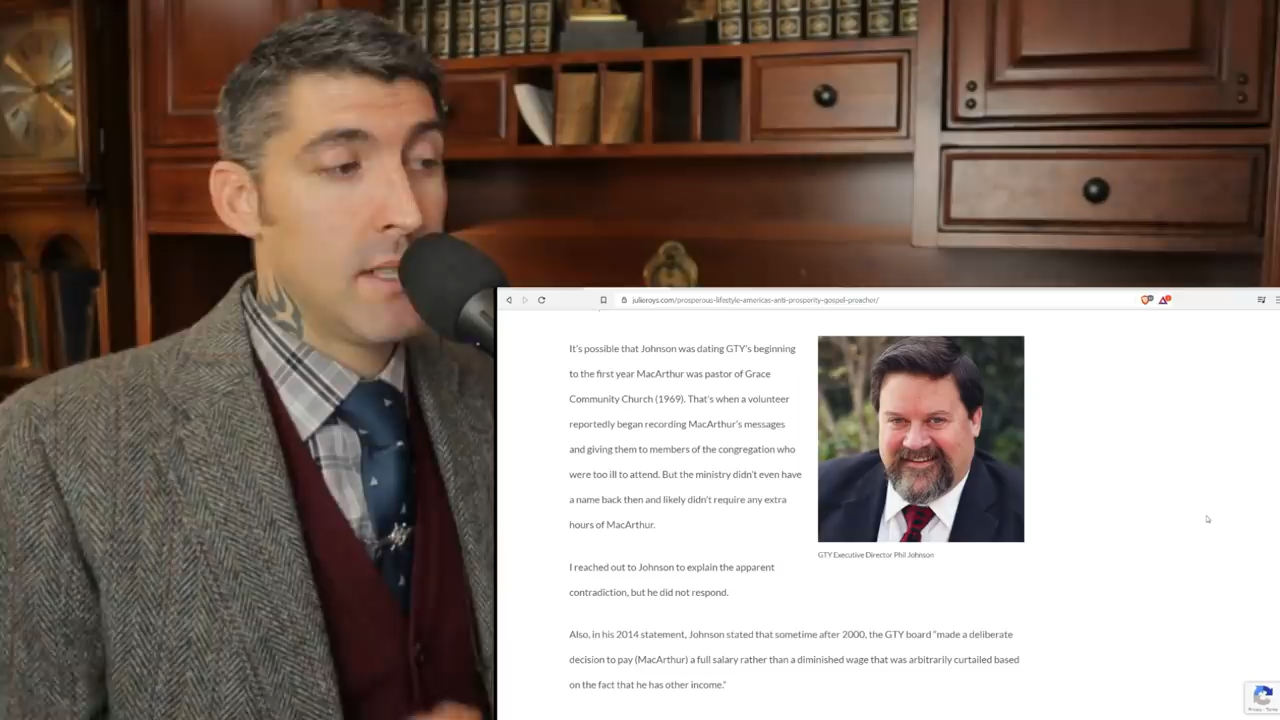 julieroys.com/prosperous-lifestyle-americas-anti-prosperity-gospel-preacher/
It's possible that Johnson was dating GTY's beginning
to the first year MacArthur was pastor of Grace
Community Church (1969). That's when a volunteer
reportedly began recording MacArthur's messages
and giving them to members of the congregation who
were too ill to attend. But the ministry didn't even have
a name back then and likely didn't require any extra
hours of MacArthur.
GTY Executive Director Phil Johnson
I reached out to Johnson to explain the apparent
contradiction, but he did not respond.
Also, in his 2014 statement, Johnson stated that sometime after 2000, the GTY board "made a deliberate
decision to pay (MacArthur) a full salary rather than a diminished wage that was arbitrarily curtailed based
on the fact that he has other income."